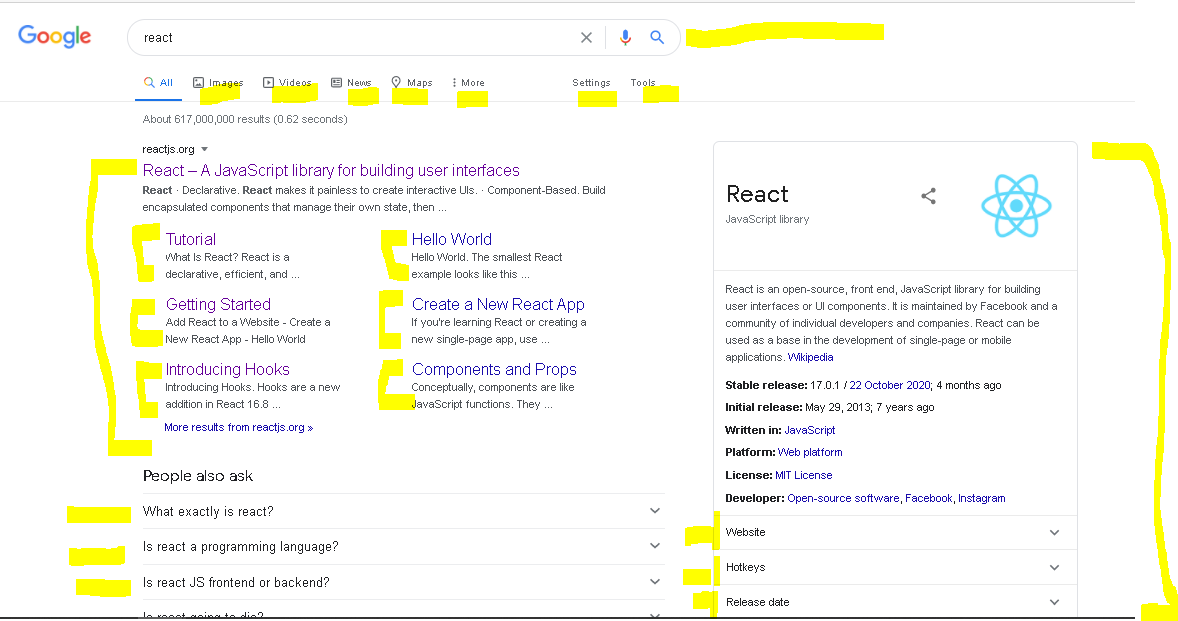 Google
react
All Images Videos News Maps More Settings Tools
About 617,000,000 results (0.62 seconds)
reactjs.org
React – A JavaScript library for building user interfaces
React · Declarative. React makes it painless to create interactive UIs. · Component-Based. Build
encapsulated components that manage their own state, then ...
Tutorial
What Is React? React is a
declarative, efficient, and ...
Hello World
Hello World. The smallest React
example looks like this ...
Getting Started
Add React to a Website - Create a
New React App - Hello World
Create a New React App
If you're learning React or creating a
new single-page app, use ...
Introducing Hooks
Introducing Hooks. Hooks are a new
addition in React 16.8 ...
Components and Props
Conceptually, components are like
JavaScript functions. They ...
More results from reactjs.org »
People also ask
What exactly is react?
Is react a programming language?
Is react JS frontend or backend?
Is react going to die?
React
JavaScript library
React is an open-source, front end, JavaScript library for building
user interfaces or UI components. It is maintained by Facebook and a
community of individual developers and companies. React can be
used as a base in the development of single-page or mobile
applications. Wikipedia
Stable release: 17.0.1 / 22 October 2020; 4 months ago
Initial release: May 29, 2013; 7 years ago
Written in: JavaScript
Platform: Web platform
License: MIT License
Developer: Open-source software, Facebook, Instagram
Website
Hotkeys
Release date